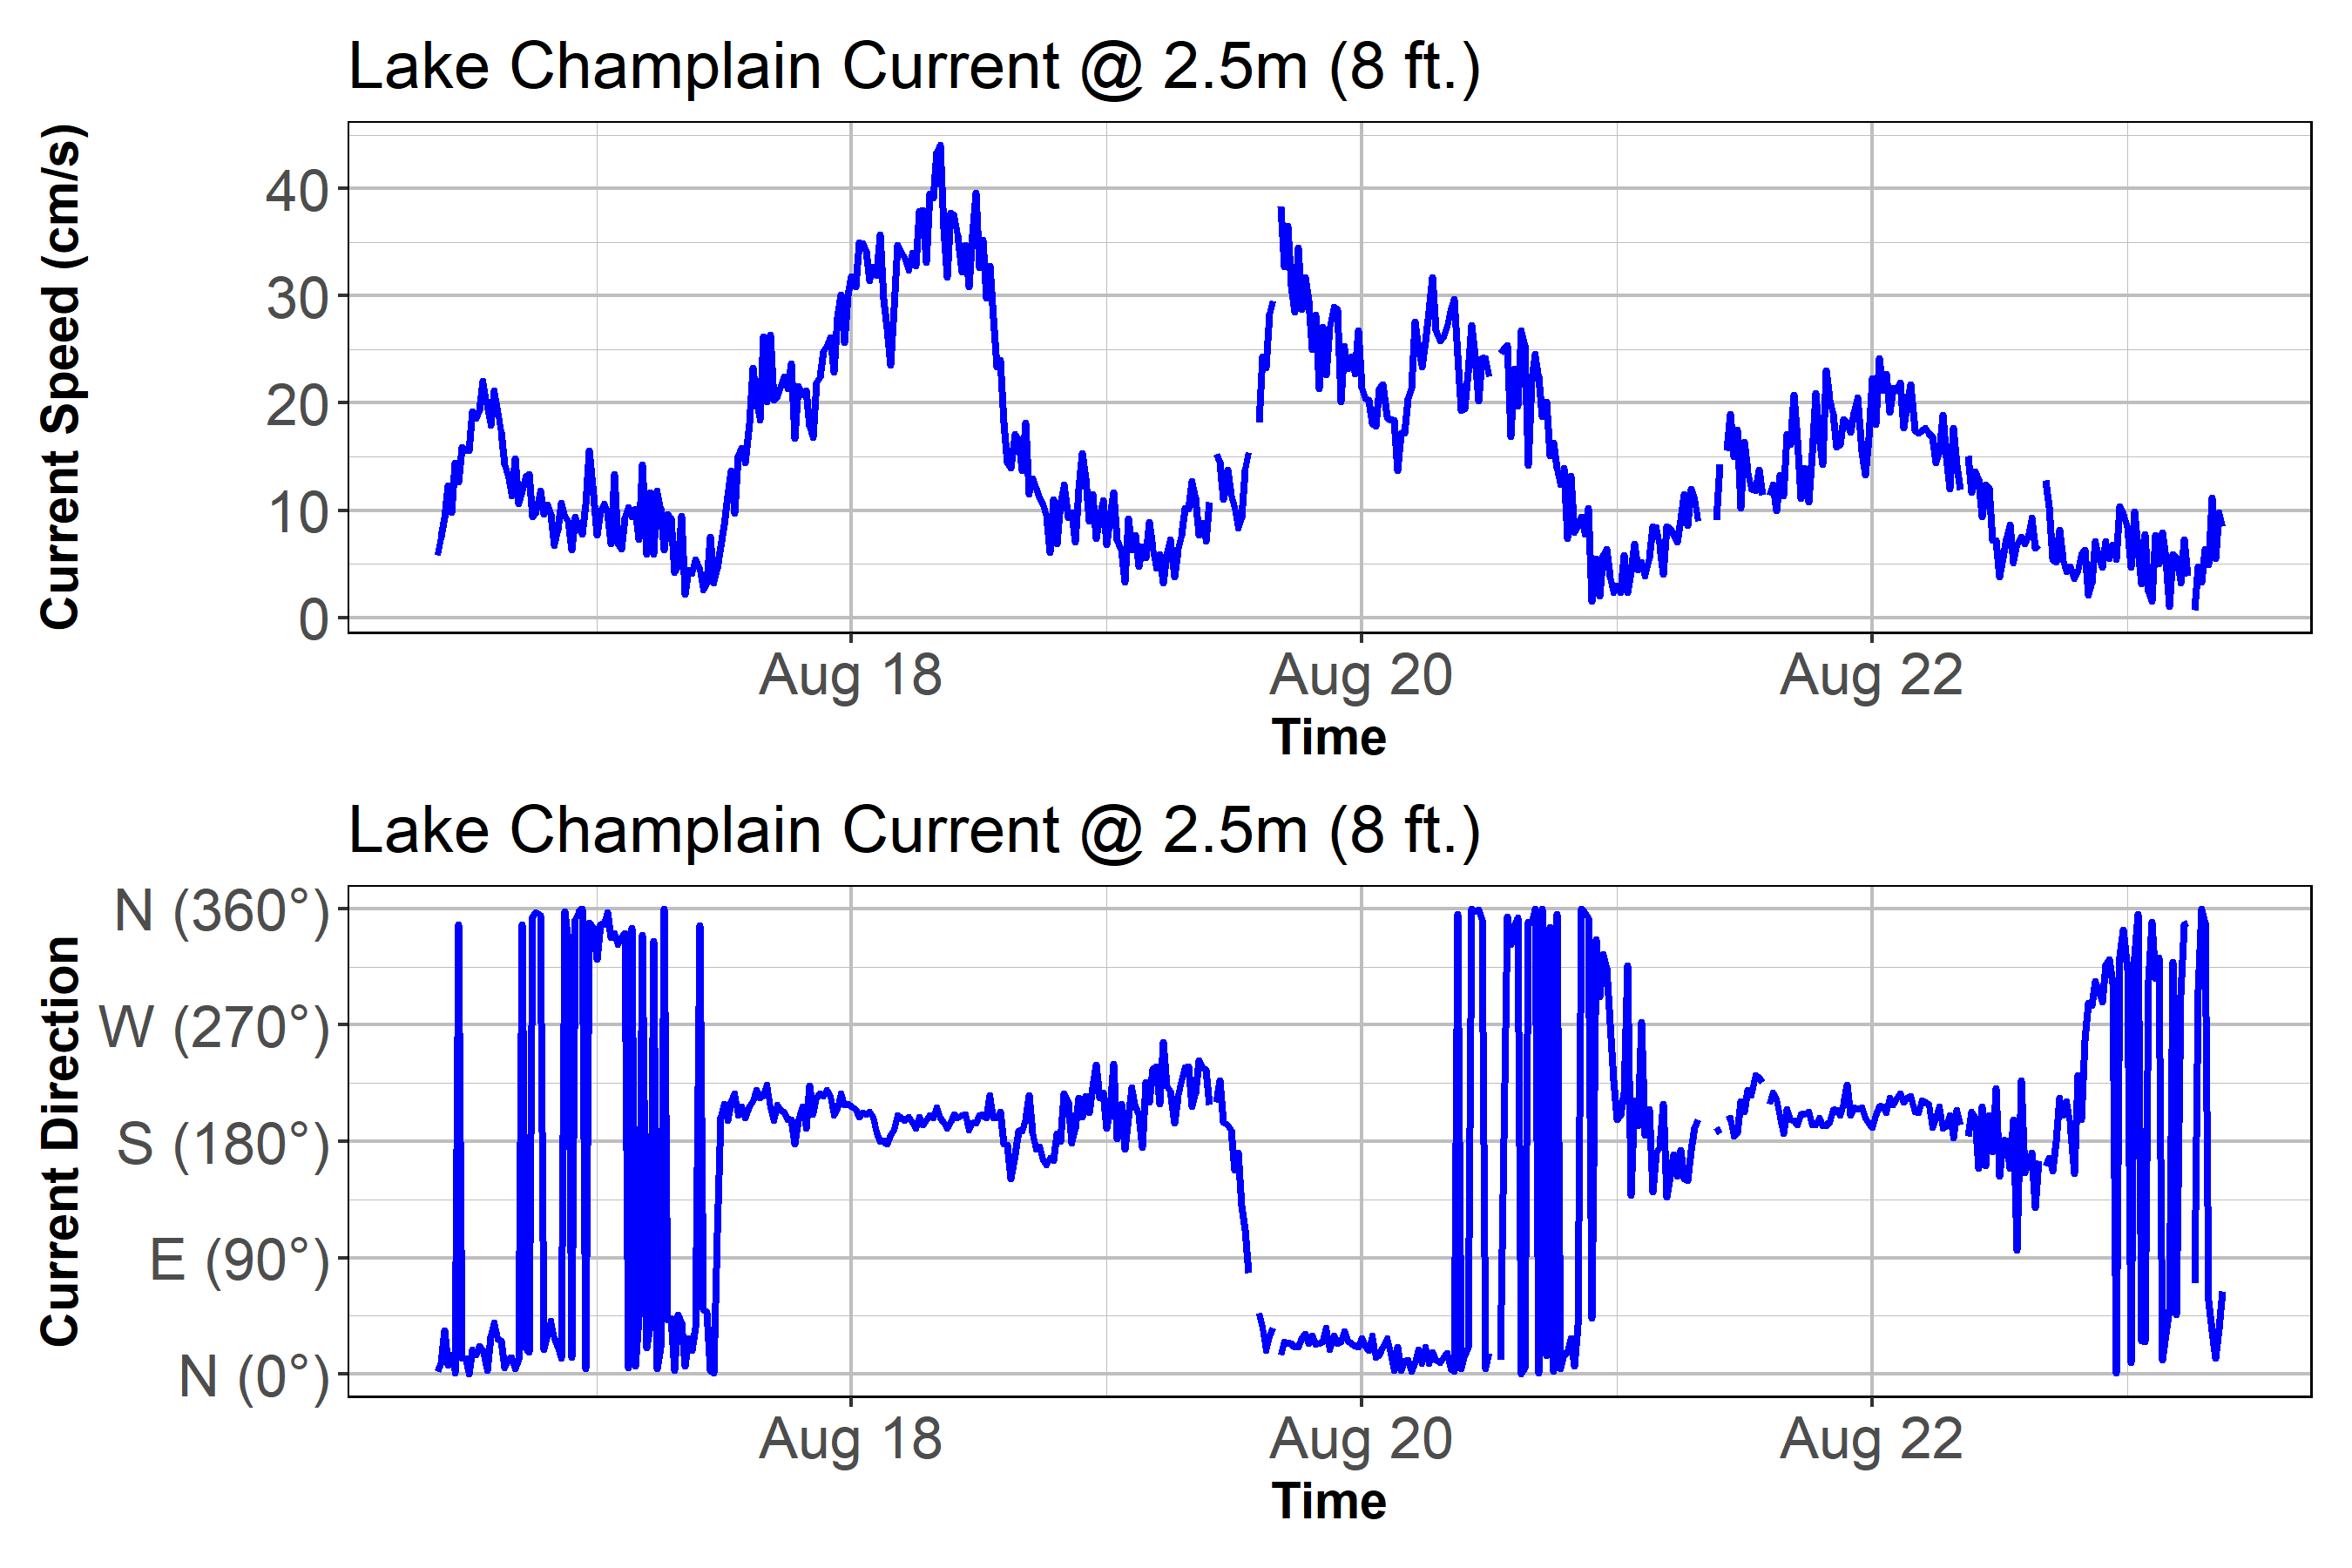 Lake Champlain Current @ 2.5m (8 ft.)
Current Speed (cm/s)
40
30
20
10
0
Aug 18 Aug 20 Aug 22
Time
Lake Champlain Current @ 2.5m (8 ft.)
Current Direction
N (360°)
W (270°)
S (180°)
E (90°)
N (0°)
Aug 18 Aug 20 Aug 22
Time